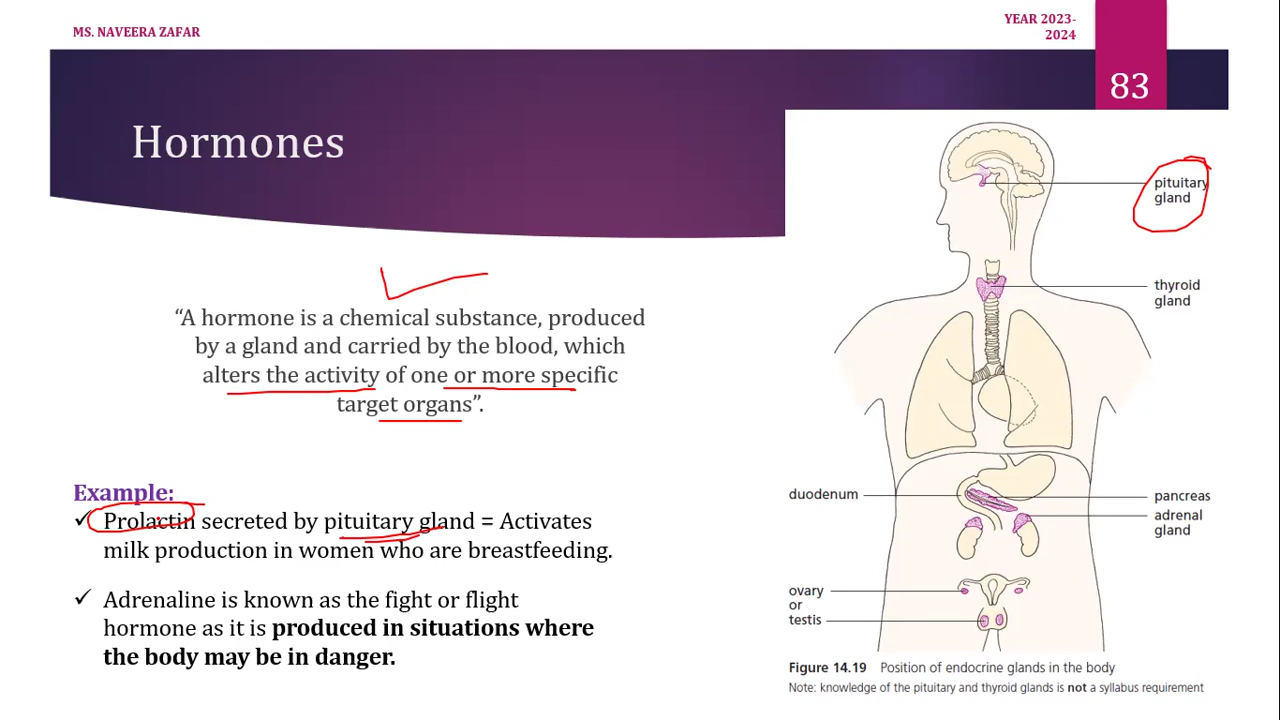 MS. NAVEERA ZAFAR
YEAR 2023-
2024
83
Hormones
“A hormone is a chemical substance, produced
by a gland and carried by the blood, which
alters the activity of one or more specific
target organs”.
Example:
Prolactin secreted by pituitary gland = Activates
milk production in women who are breastfeeding.
Adrenaline is known as the fight or flight
hormone as it is produced in situations where
the body may be in danger.
pituitary
gland
thyroid
gland
duodenum
pancreas
adrenal
gland
ovary
or
testis
Figure 14.19 Position of endocrine glands in the body
Note: knowledge of the pituitary and thyroid glands is not a syllabus requirement